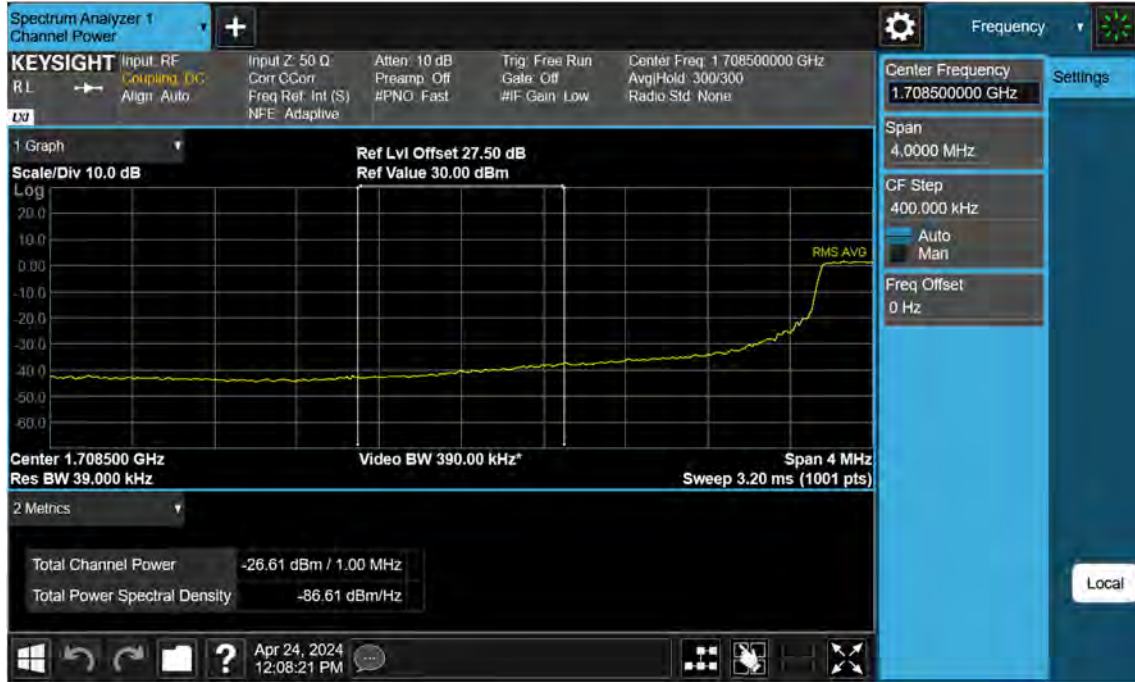 Spectrum Analyzer 1
Channel Power
Frequency
KEYSIGHT
RL
LXI
Input: RF
Coupling: DC
Align: Auto
Input Z: 50 Ω
Corr CCorr
Freq Ref: Int (S)
NFE: Adaptive
Atten: 10 dB
Preamp: Off
#PNO: Fast
Trig: Free Run
Gate: Off
#IF Gain: Low
Center Freq: 1.708500000 GHz
Avg|Hold: 300/300
Radio Std: None
Center Frequency
1.708500000 GHz
Settings
Span
4.0000 MHz
CF Step
400.000 kHz
Auto
Man
Freq Offset
0 Hz
1 Graph
Scale/Div 10.0 dB
Ref Lvl Offset 27.50 dB
Ref Value 30.00 dBm
Log
20.0
10.0
0.00
-10.0
-20.0
-30.0
-40.0
-50.0
-60.0
RMS AVG
Center 1.708500 GHz
Video BW 390.00 kHz*
Span 4 MHz
Res BW 39.000 kHz
Sweep 3.20 ms (1001 pts)
2 Metrics
Total Channel Power -26.61 dBm / 1.00 MHz
Total Power Spectral Density -86.61 dBm/Hz
Local
?
Apr 24, 2024
12:08:21 PM